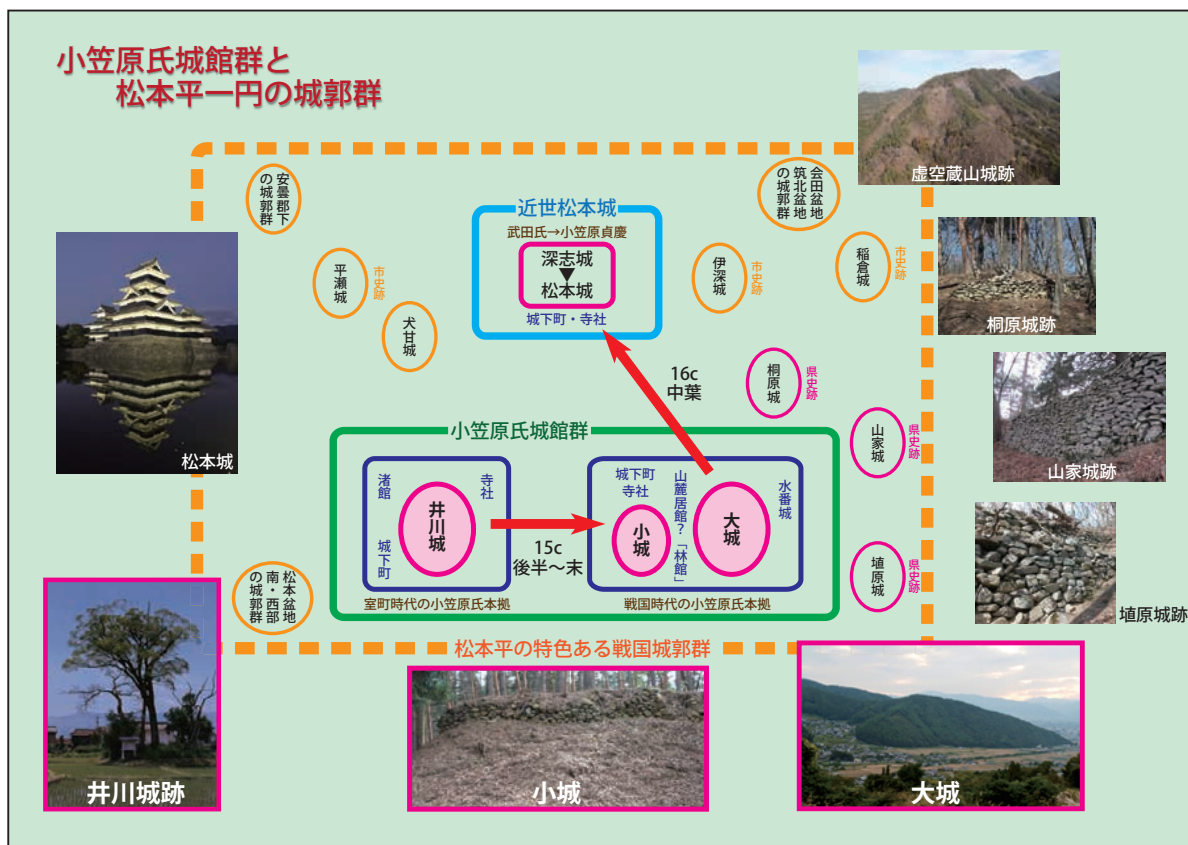 小笠原氏城館群と
松本平一円の城郭群
虚空蔵山城跡
安曇郡下
の城郭群
会田盆地
筑北盆地
の城郭群
近世松本城
武田氏→小笠原貞慶
深志城
▼
松本城
城下町・寺社
平瀬城
市史跡
犬甘城
伊深城
市史跡
稲倉城
市史跡
桐原城跡
松本城
16c
中葉
桐原城
県史跡
山家城
県史跡
山家城跡
小笠原氏城館群
渚館
城下町
井川城
寺社
15c
後半～末
城下町
寺社
小城
山麓居館？「林館」
大城
水番城
室町時代の小笠原氏本拠
戦国時代の小笠原氏本拠
埴原城
県史跡
埴原城跡
松本盆地
南・西部
の城郭群
松本平の特色ある戦国城郭群
井川城跡
小城
大城